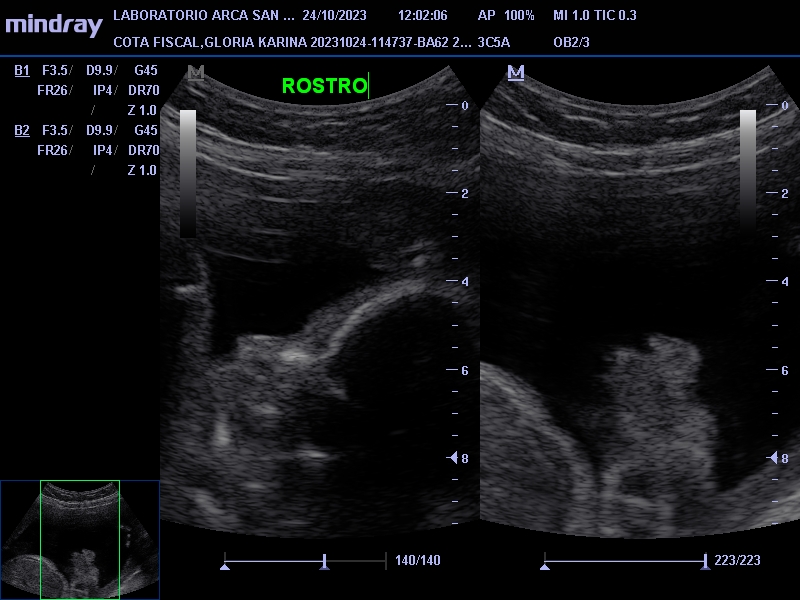 mindray LABORATORIO ARCA SAN ... 24/10/2023 12:02:06 AP 100% MI 1.0 TIC 0.3
COTA FISCAL,GLORIA KARINA 20231024-114737-BA62 2... 3C5A OB2/3
B1 F3.5/ D9.9/ G45
FR26/ IP4/ DR70
/ Z 1.0
B2 F3.5/ D9.9/ G45
FR26/ IP4/ DR70
/ Z 1.0
M
ROSTRO
0
2
4
6
8
140/140
M
0
2
4
6
8
223/223